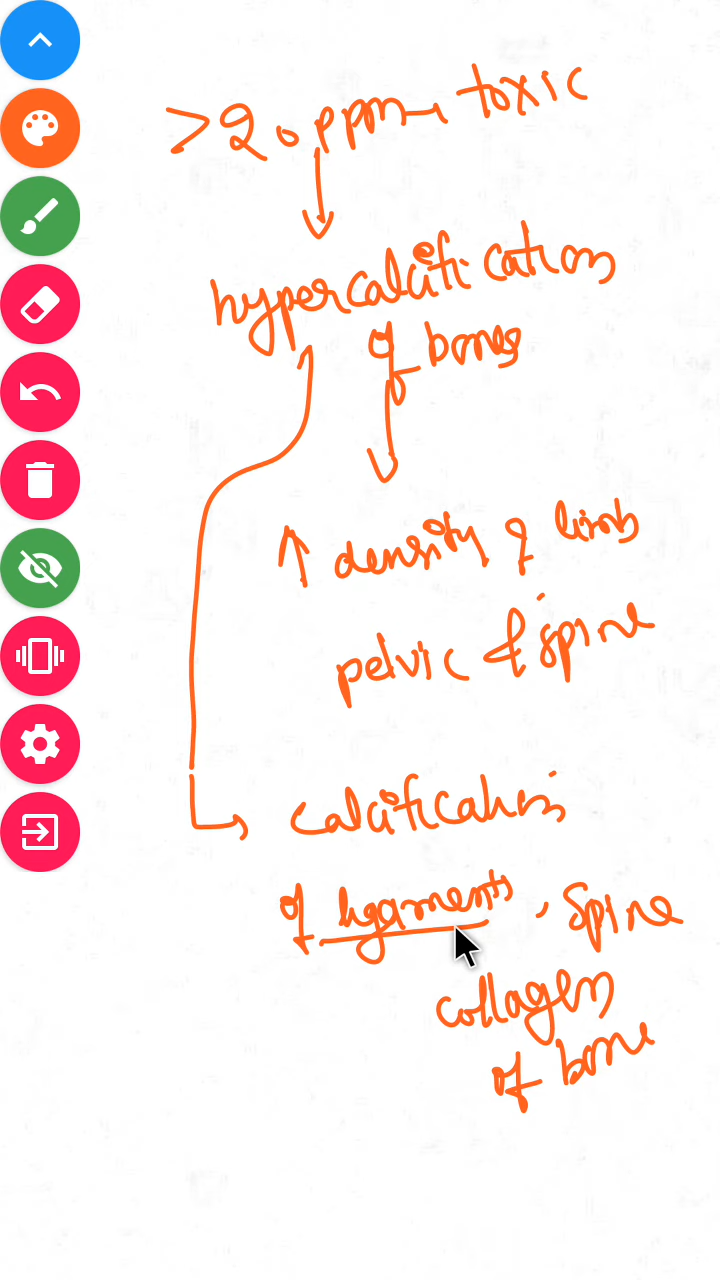 >20 ppm → toxic
↓
hypercalcification
of bones
↓
↑ density of limb
pelvic & spine
→ calcification
of ligaments, spine
collagen
of bone